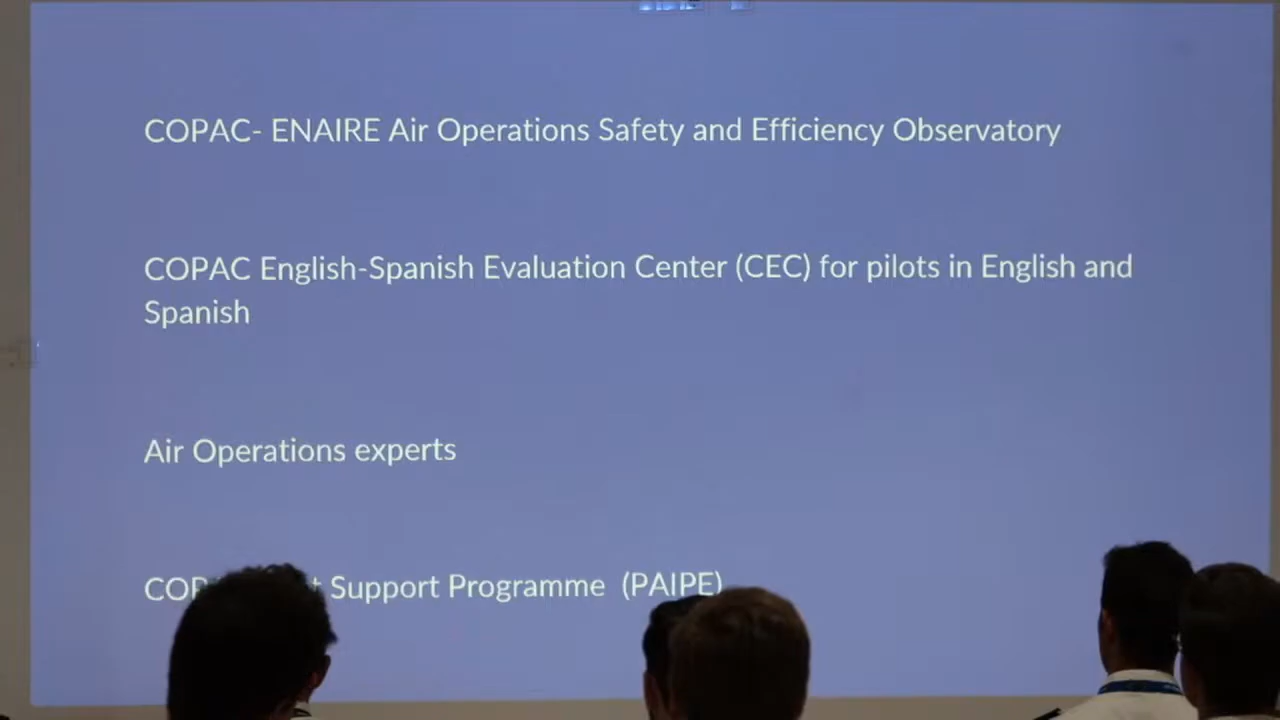 COPAC- ENAIRE Air Operations Safety and Efficiency Observatory
COPAC English-Spanish Evaluation Center (CEC) for pilots in English and
Spanish
Air Operations experts
Support Programme (PAIPE)